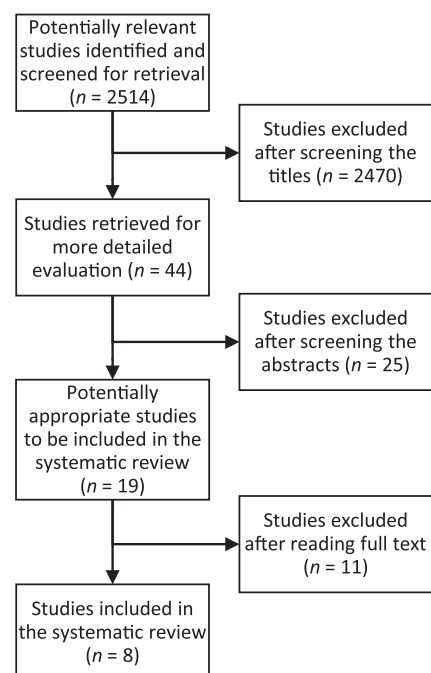 Potentially relevant
studies identified and
screened for retrieval
(n = 2514)
Studies excluded
after screening the
titles (n = 2470)
Studies retrieved for
more detailed
evaluation (n = 44)
Studies excluded
after screening the
abstracts (n = 25)
Potentially
appropriate studies
to be included in the
systematic review
(n = 19)
Studies excluded
after reading full text
(n = 11)
Studies included in
the systematic review
(n = 8)